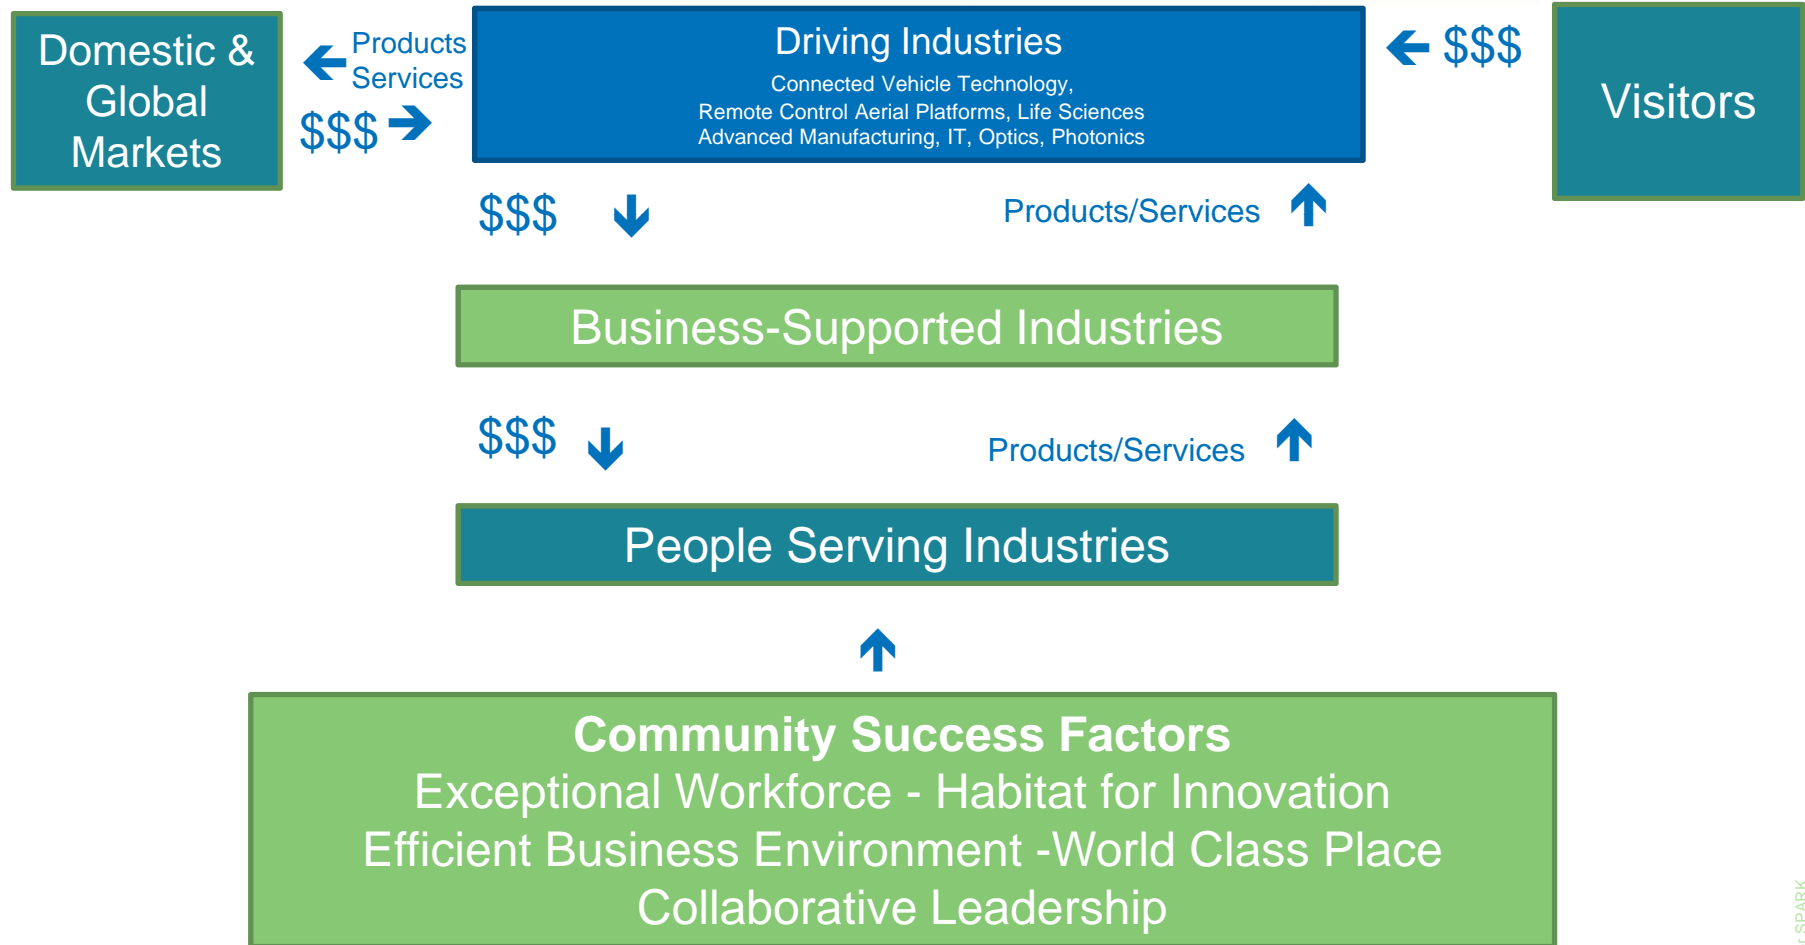 Domestic &
Global
Markets
Products
Services
$$$
Driving Industries
Connected Vehicle Technology,
Remote Control Aerial Platforms, Life Sciences
Advanced Manufacturing, IT, Optics, Photonics
$$$
Visitors
$$$
Products/Services
Business-Supported Industries
$$$
Products/Services
People Serving Industries
Community Success Factors
Exceptional Workforce - Habitat for Innovation
Efficient Business Environment -World Class Place
Collaborative Leadership
SPARK